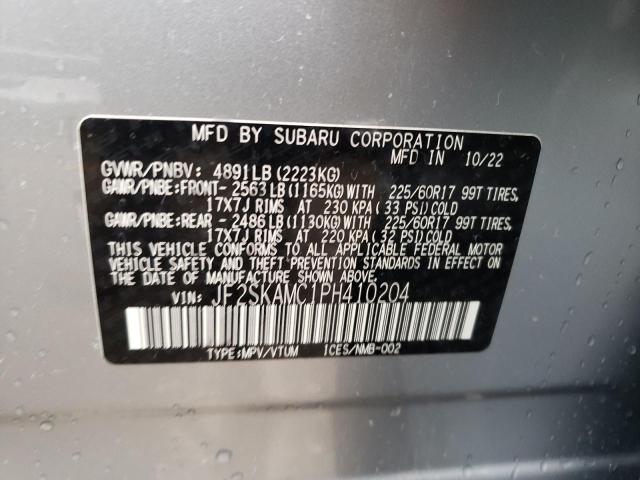 MFD BY SUBARU CORPORATION
MFD IN 10/22
GVWR/PNBV: 4891LB (2223KG)
GAWR/PNBE:FRONT- 2563LB (1165KG) WITH 225/60R17 99T TIRES,
17X7J RIMS AT 230 KPA (33 PSI) COLD
GAWR/PNBE:REAR - 2486LB (1130KG) WITH 225/60R17 99T TIRES,
17X7J RIMS AT 220 KPA (32 PSI) COLD
THIS VEHICLE CONFORMS TO ALL APPLICABLE FEDERAL MOTOR
VEHICLE SAFETY AND THEFT PREVENTION STANDARDS IN EFFECT
ON THE DATE OF MANUFACTURE SHOWN ABOVE.
VIN: JF2SKAMC1PH410204
TYPE:MPV/VTUM ICES/NMB-002